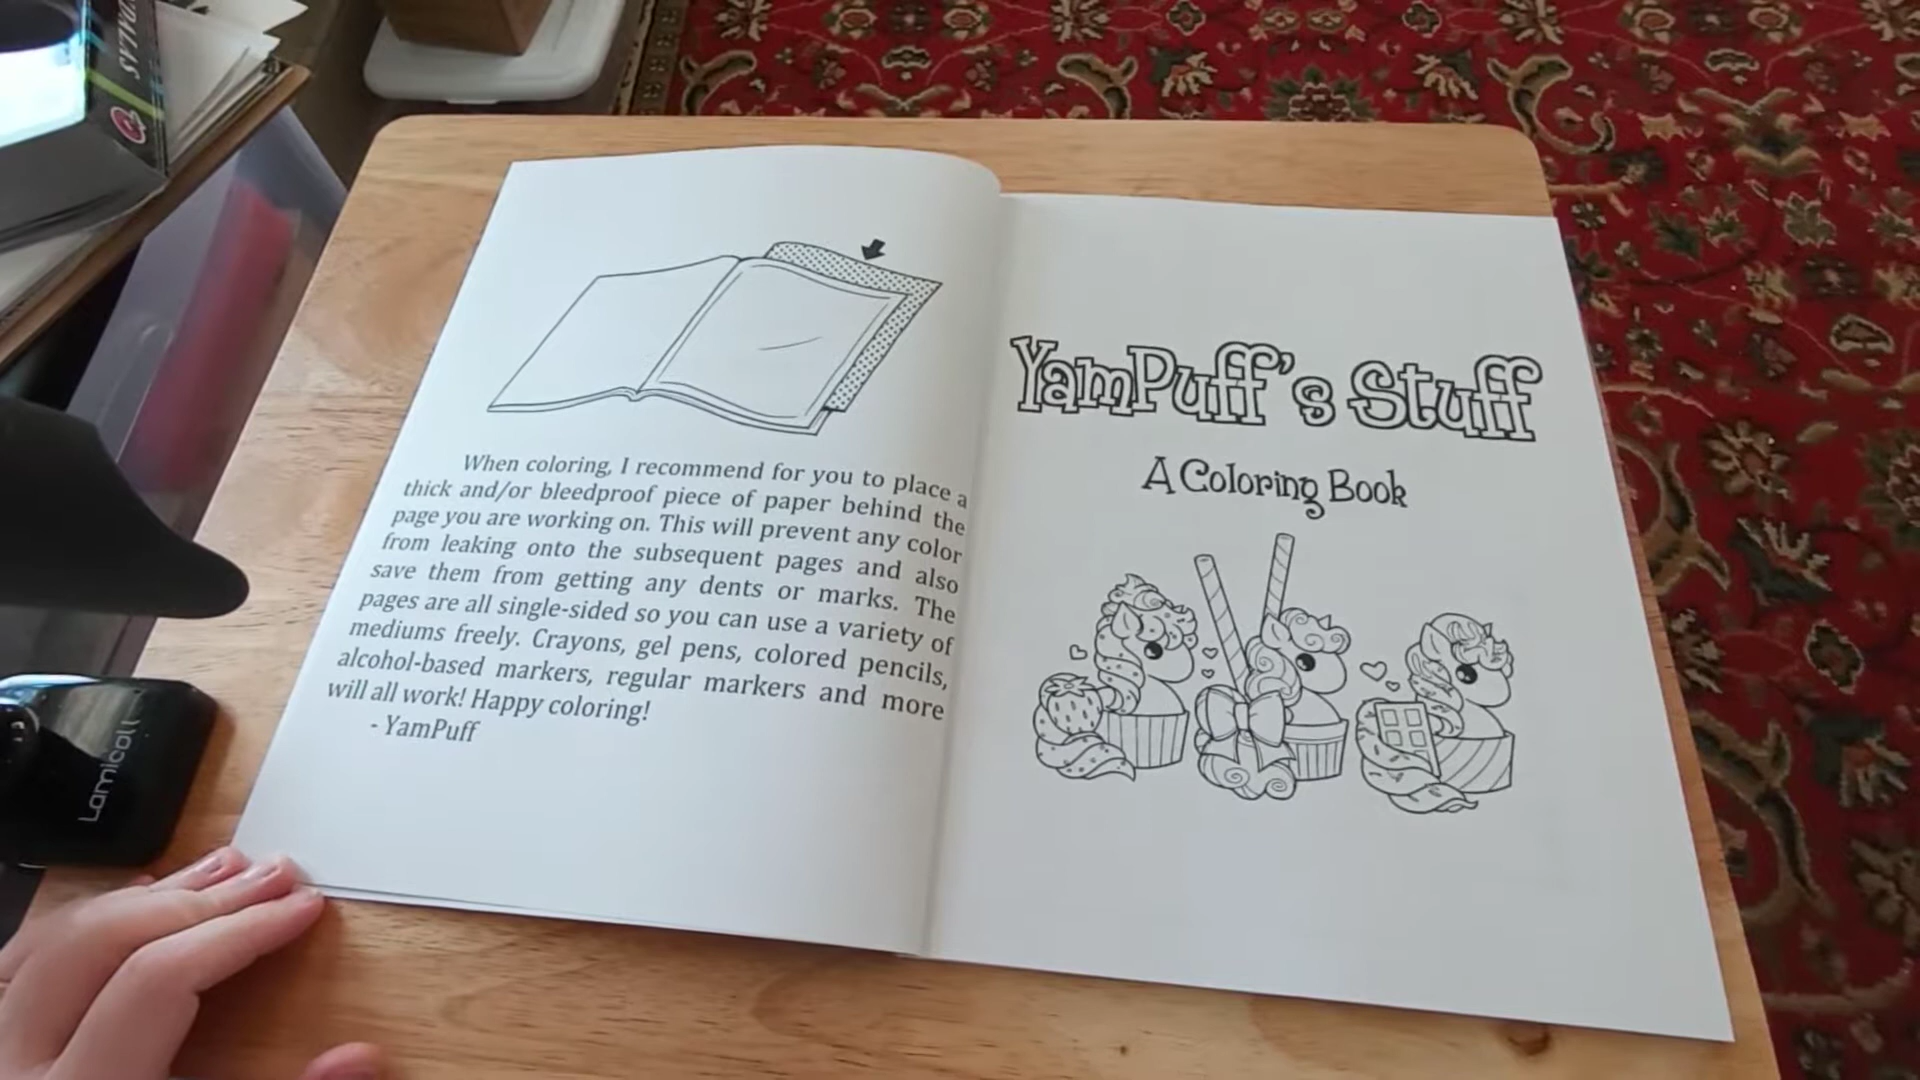 When coloring, I recommend for you to place a
thick and/or bleedproof piece of paper behind the
page you are working on. This will prevent any color
from leaking onto the subsequent pages and also
save them from getting any dents or marks. The
pages are all single-sided so you can use a variety of
mediums freely. Crayons, gel pens, colored pencils,
alcohol-based markers, regular markers and more
will all work! Happy coloring!
- YamPuff
YamPuff's Stuff
A Coloring Book
Lamicall